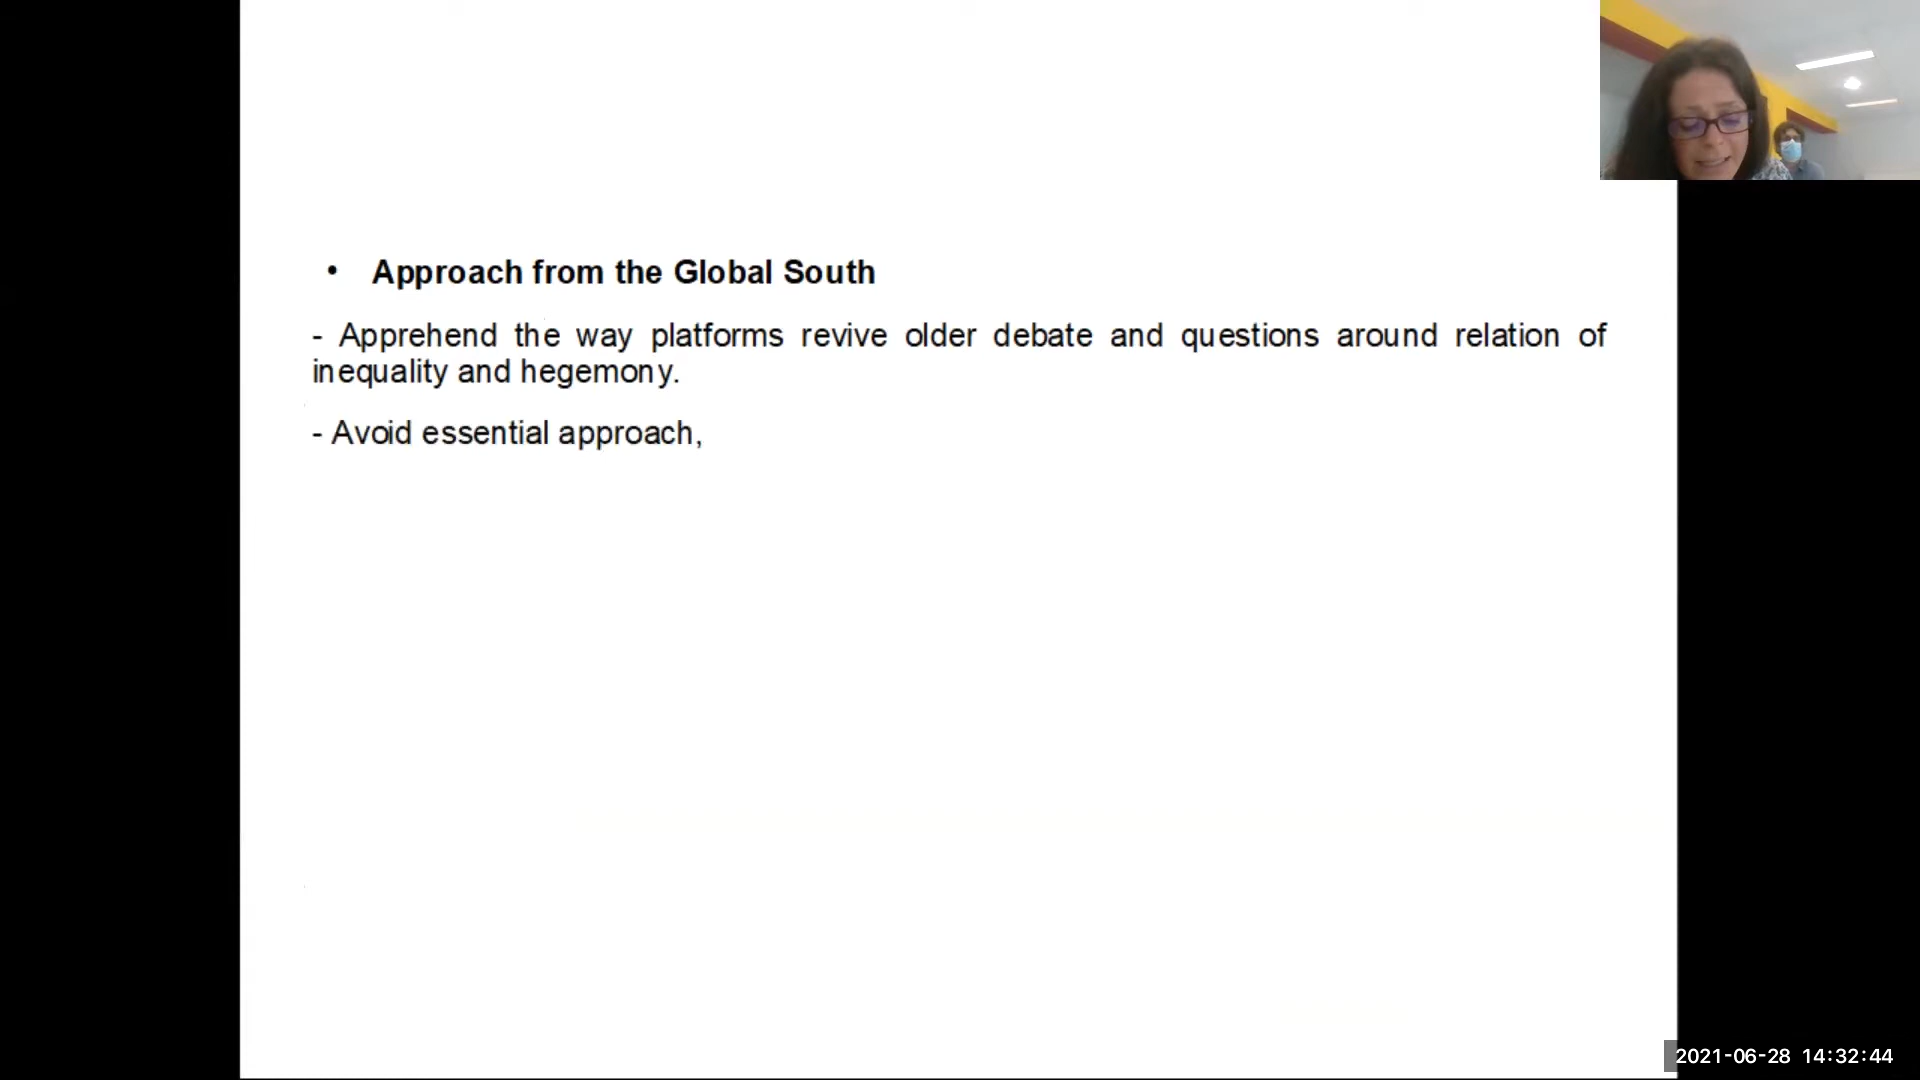 • Approach from the Global South
- Apprehend the way platforms revive older debate and questions around relation of
inequality and hegemony.
- Avoid essential approach,
2021-06-28 14:32:44